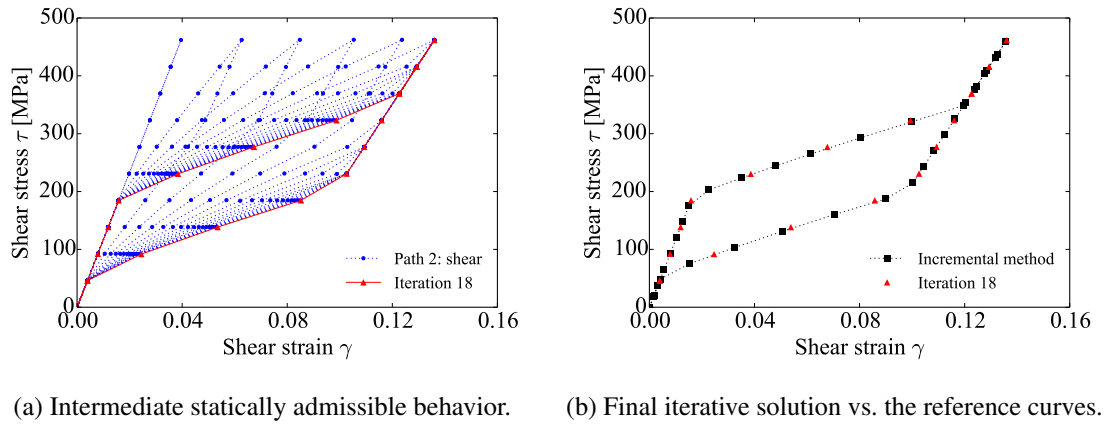 500
400
300
200
100
0
Shear stress τ [MPa]
0.00
0.04
0.08
0.12
0.16
Shear strain γ
Path 2: shear
Iteration 18
(a) Intermediate statically admissible behavior.
500
400
300
200
100
0
Shear stress τ [MPa]
0.00
0.04
0.08
0.12
0.16
Shear strain γ
Incremental method
Iteration 18
(b) Final iterative solution vs. the reference curves.